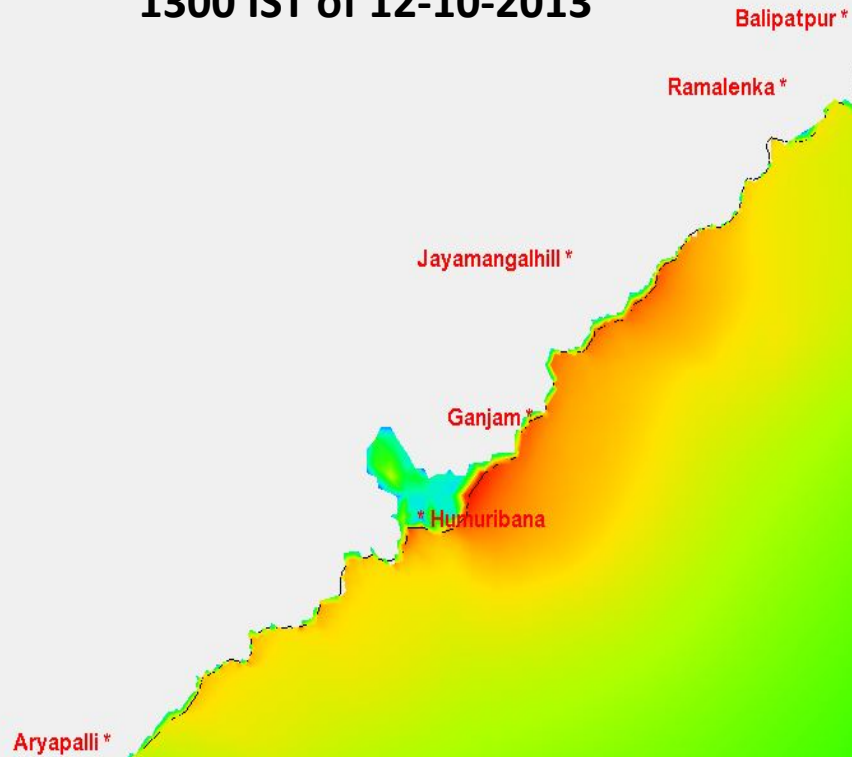 1300 IST of 12-10-2013
Balipatpur *
Ramalenka *
Jayamangalhill *
Ganjam *
* Humuribana
Aryapalli *